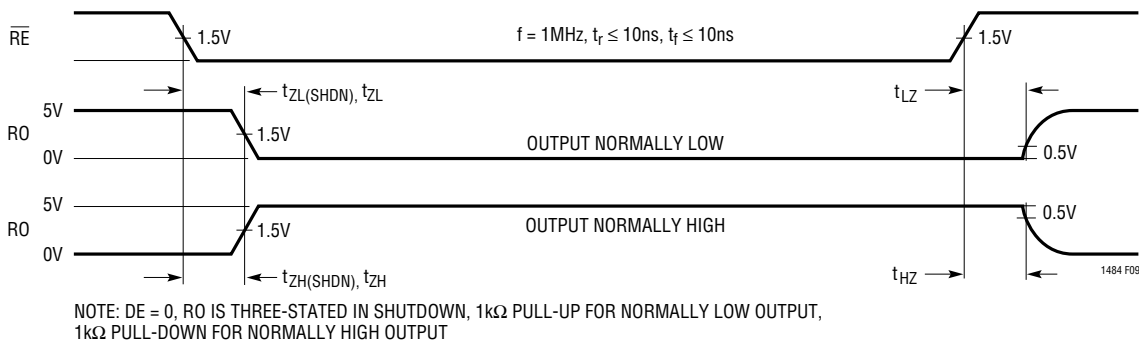 RE
1.5V
f = 1MHz, tr ≤ 10ns, tf ≤ 10ns
1.5V
tZL(SHDN), tZL
tLZ
5V
RO
0V
1.5V
OUTPUT NORMALLY LOW
0.5V
5V
RO
0V
1.5V
OUTPUT NORMALLY HIGH
0.5V
tZH(SHDN), tZH
tHZ
1484 F09
NOTE: DE = 0, RO IS THREE-STATED IN SHUTDOWN, 1kΩ PULL-UP FOR NORMALLY LOW OUTPUT,
1kΩ PULL-DOWN FOR NORMALLY HIGH OUTPUT